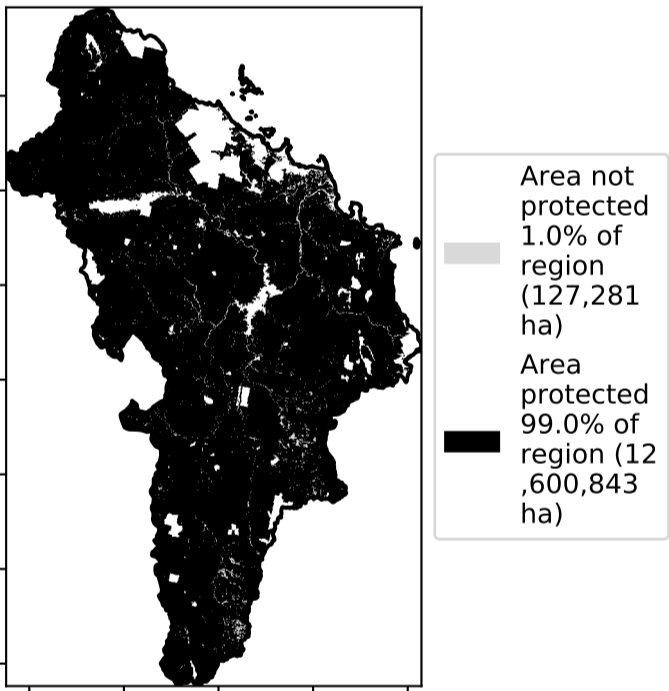 Area not
protected
1.0% of
region
(127,281
ha)
Area
protected
99.0% of
region (12
,600,843
ha)